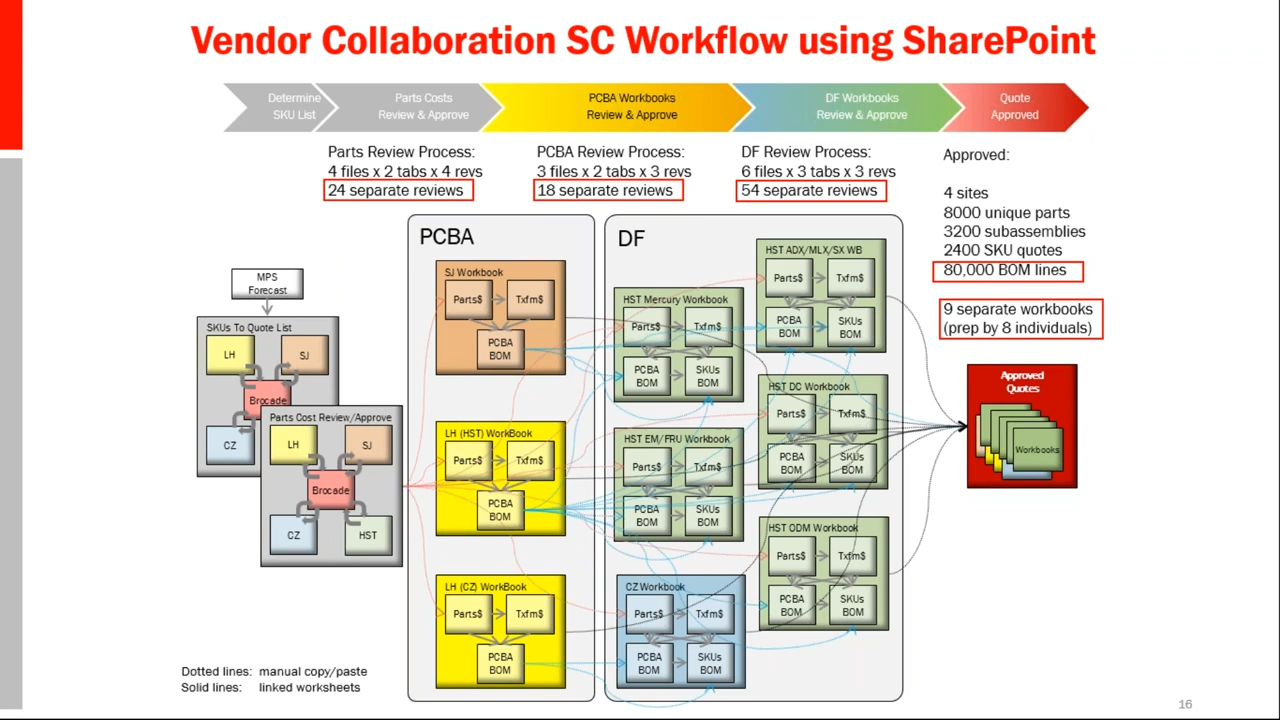 Vendor Collaboration SC Workflow using SharePoint
Determine
SKU List
Parts Costs
Review & Approve
PCBA Workbooks
Review & Approve
DF Workbooks
Review & Approve
Quote
Approved
Parts Review Process:
4 files x 2 tabs x 4 revs
24 separate reviews
PCBA Review Process:
3 files x 2 tabs x 3 revs
18 separate reviews
DF Review Process:
6 files x 3 tabs x 3 revs
54 separate reviews
Approved:
4 sites
8000 unique parts
3200 subassemblies
2400 SKU quotes
80,000 BOM lines
9 separate workbooks
(prep by 8 individuals)
MPS
Forecast
SKUs To Quote List
LH
SJ
Brocade
CZ
Parts Cost Review/Approve
LH
SJ
Brocade
CZ
HST
PCBA
SJ Workbook
Parts$
Txfm$
PCBA
BOM
LH (HST) WorkBook
Parts$
Txfm$
PCBA
BOM
LH (CZ) WorkBook
Parts$
Txfm$
PCBA
BOM
DF
HST Mercury Workbook
Parts$
Txfm$
PCBA
BOM
SKUs
BOM
HST EM/FRU Workbook
Parts$
Txfm$
PCBA
BOM
SKUs
BOM
CZ Workbook
Parts$
Txfm$
PCBA
BOM
SKUs
BOM
HST ADX/MLX/SX WB
Parts$
Txfm$
PCBA
BOM
SKUs
BOM
HST DC Workbook
Parts$
Txfm$
PCBA
BOM
SKUs
BOM
HST ODM Workbook
Parts$
Txfm$
PCBA
BOM
SKUs
BOM
Approved
Quotes
Workbooks
Dotted lines: manual copy/paste
Solid lines: linked worksheets
16